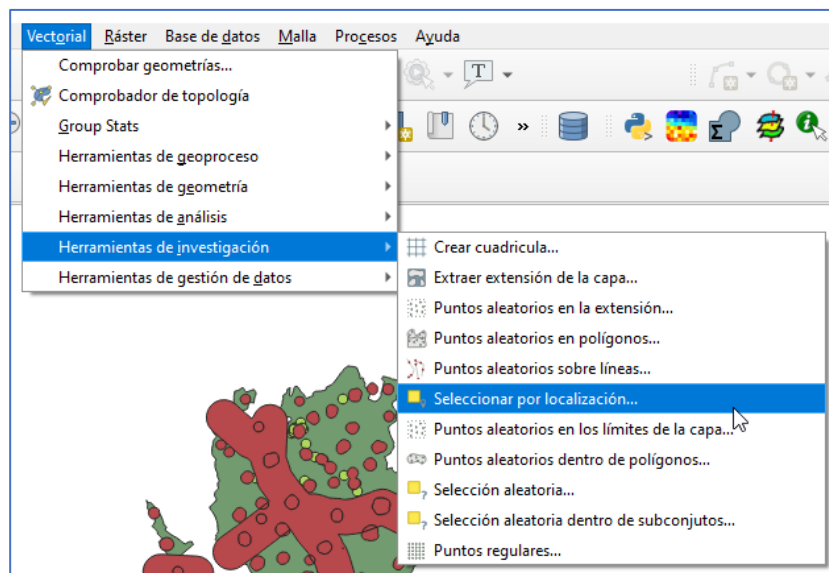 Vectorial Ráster Base de datos Malla Procesos Ayuda
Comprobar geometrías...
T
Comprobador de topología
Group Stats
»
Σ
Herramientas de geoproceso
Herramientas de geometría
Herramientas de análisis
Herramientas de investigación
Crear cuadricula...
Herramientas de gestión de datos
Extraer extensión de la capa...
Puntos aleatorios en la extensión...
Puntos aleatorios en polígonos...
Puntos aleatorios sobre líneas...
Seleccionar por localización...
Puntos aleatorios en los límites de la capa...
Puntos aleatorios dentro de polígonos...
Selección aleatoria...
Selección aleatoria dentro de subconjutos...
Puntos regulares...